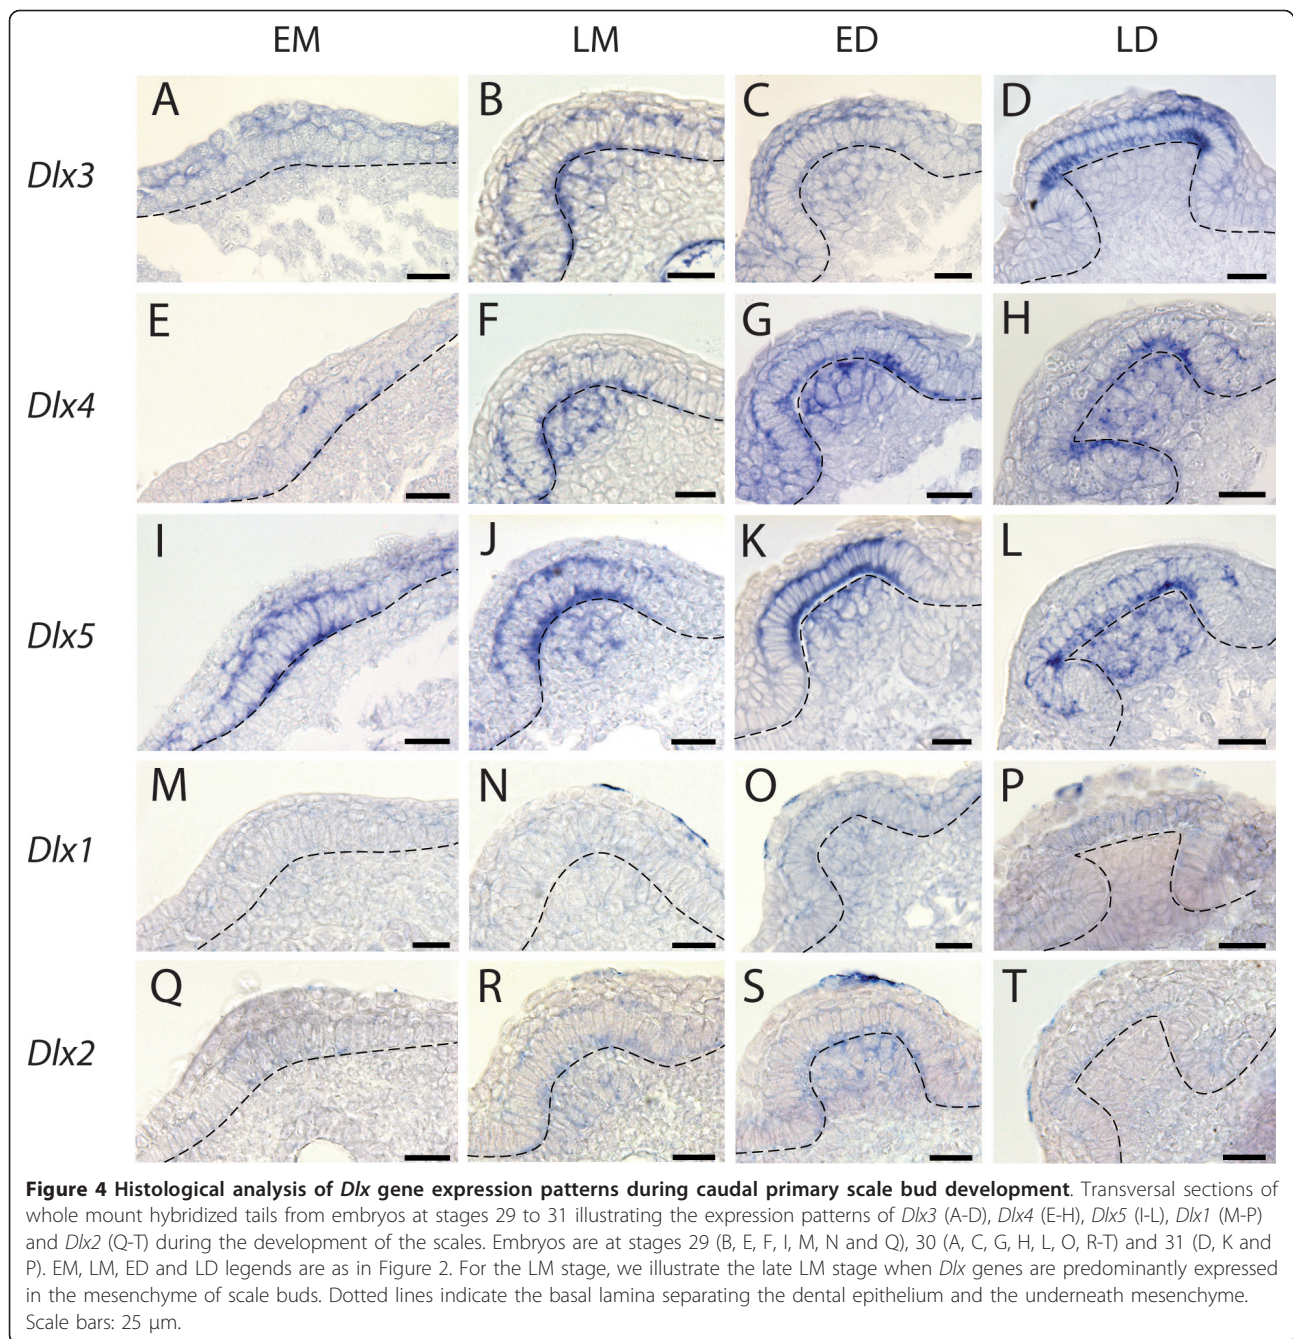 EM LM ED LD
Dlx3 A B C D
Dlx4 E F G H
Dlx5 I J K L
Dlx1 M N O P
Dlx2 Q R S T
Figure 4 Histological analysis of Dlx gene expression patterns during caudal primary scale bud development. Transversal sections of
whole mount hybridized tails from embryos at stages 29 to 31 illustrating the expression patterns of Dlx3 (A-D), Dlx4 (E-H), Dlx5 (I-L), Dlx1 (M-P)
and Dlx2 (Q-T) during the development of the scales. Embryos are at stages 29 (B, E, F, I, M, N and Q), 30 (A, C, G, H, L, O, R-T) and 31 (D, K and
P). EM, LM, ED and LD legends are as in Figure 2. For the LM stage, we illustrate the late LM stage when Dlx genes are predominantly expressed
in the mesenchyme of scale buds. Dotted lines indicate the basal lamina separating the dental epithelium and the underneath mesenchyme.
Scale bars: 25 μm.